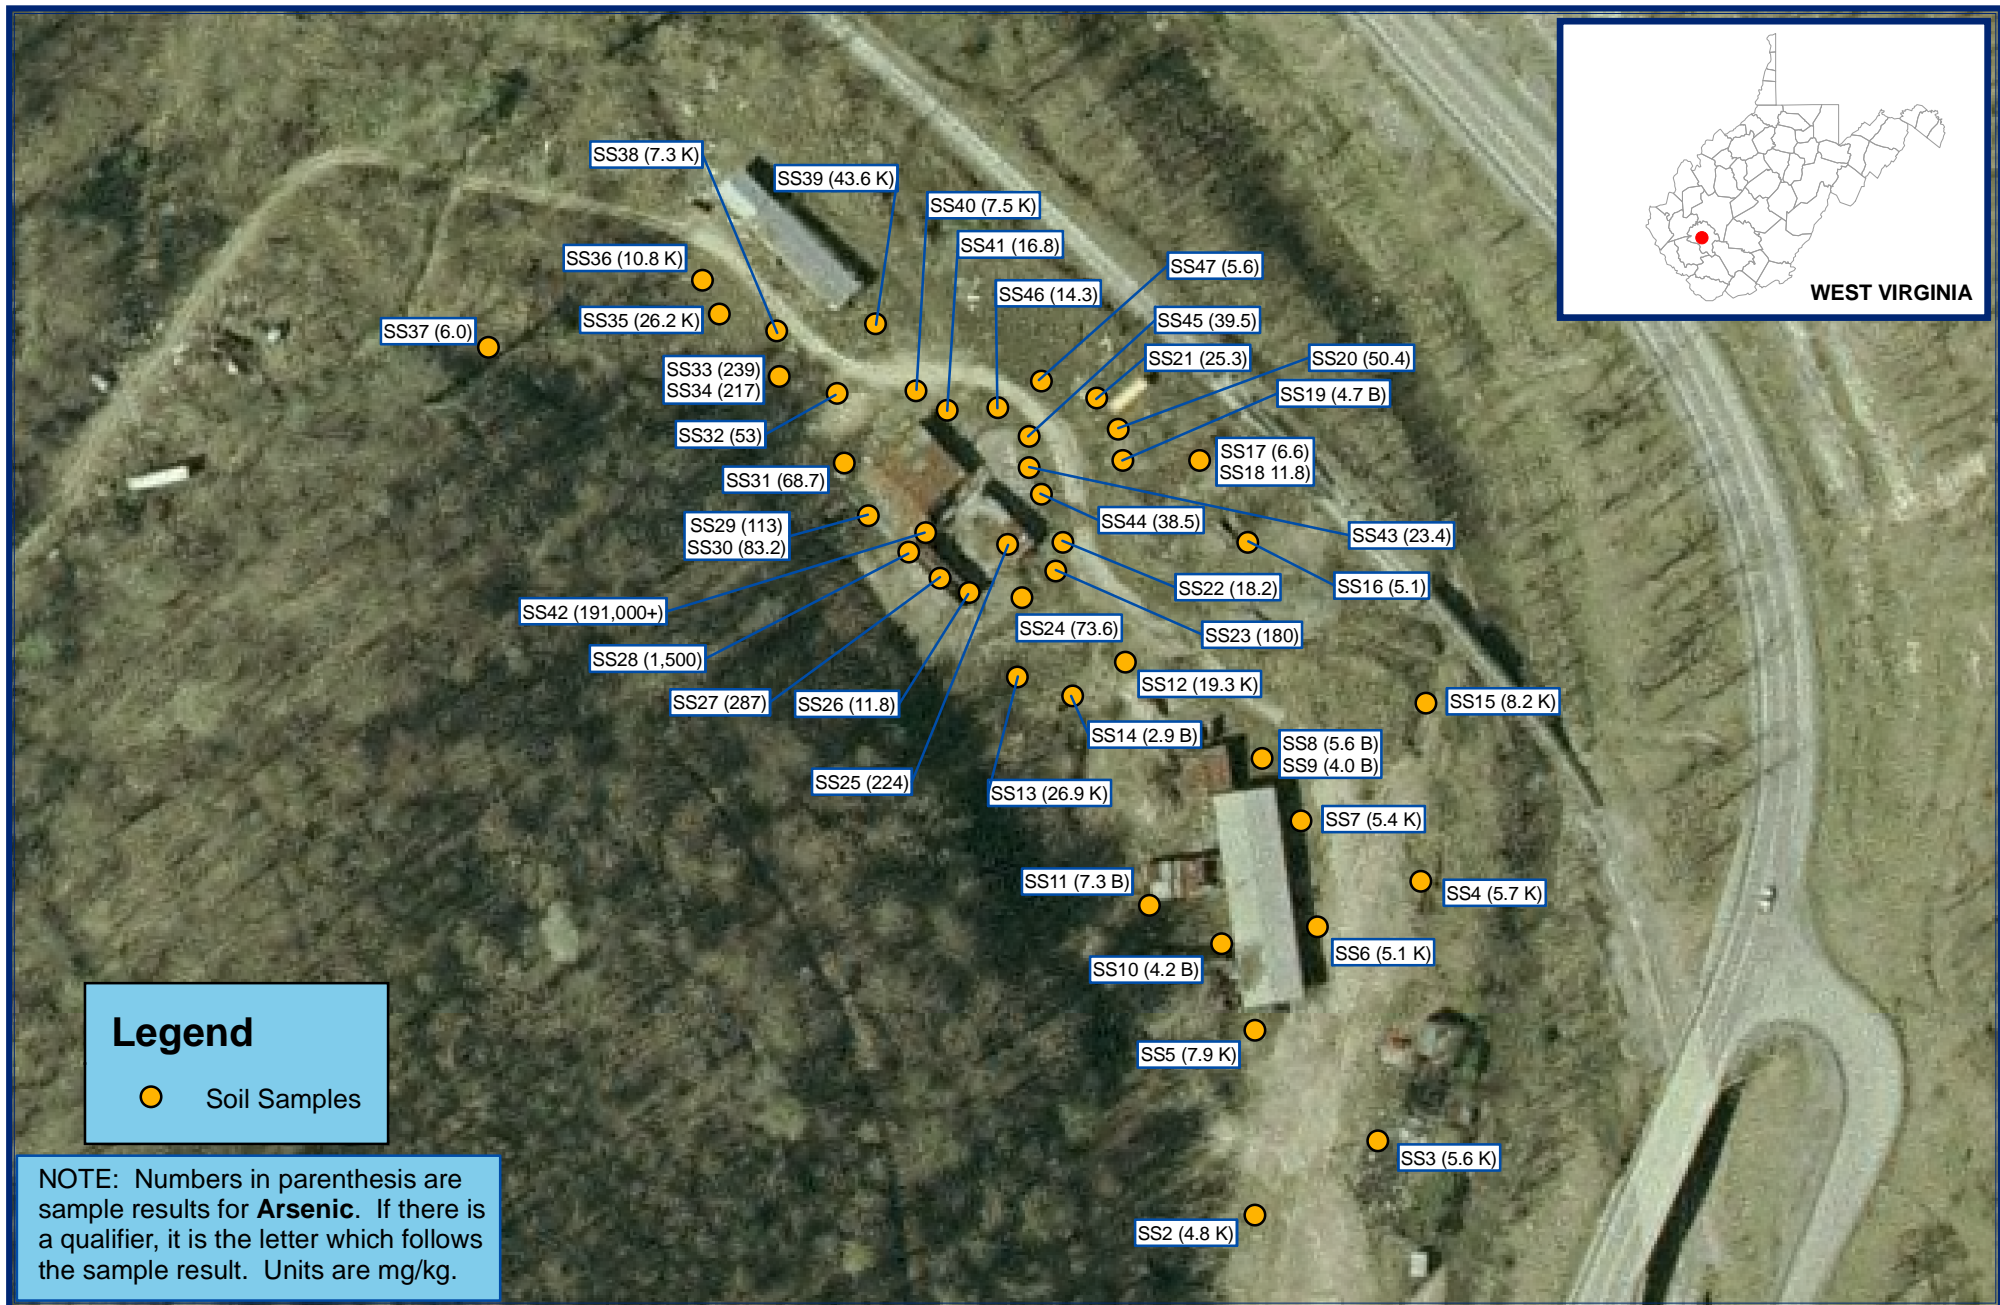 WEST VIRGINIA
SS38 (7.3 K)
SS39 (43.6 K)
SS40 (7.5 K)
SS41 (16.8)
SS36 (10.8 K)
SS47 (5.6)
SS46 (14.3)
SS35 (26.2 K)
SS45 (39.5)
SS37 (6.0)
SS21 (25.3)
SS20 (50.4)
SS33 (239)
SS34 (217)
SS19 (4.7 B)
SS32 (53)
SS17 (6.6)
SS18 11.8)
SS31 (68.7)
SS29 (113)
SS30 (83.2)
SS44 (38.5)
SS43 (23.4)
SS22 (18.2)
SS16 (5.1)
SS42 (191,000+)
SS24 (73.6)
SS23 (180)
SS28 (1,500)
SS12 (19.3 K)
SS27 (287)
SS26 (11.8)
SS15 (8.2 K)
SS14 (2.9 B)
SS8 (5.6 B)
SS9 (4.0 B)
SS25 (224)
SS13 (26.9 K)
SS7 (5.4 K)
SS11 (7.3 B)
SS4 (5.7 K)
SS6 (5.1 K)
SS10 (4.2 B)
SS5 (7.9 K)
SS3 (5.6 K)
SS2 (4.8 K)
Legend
Soil Samples
NOTE: Numbers in parenthesis are
sample results for Arsenic. If there is
a qualifier, it is the letter which follows
the sample result. Units are mg/kg.